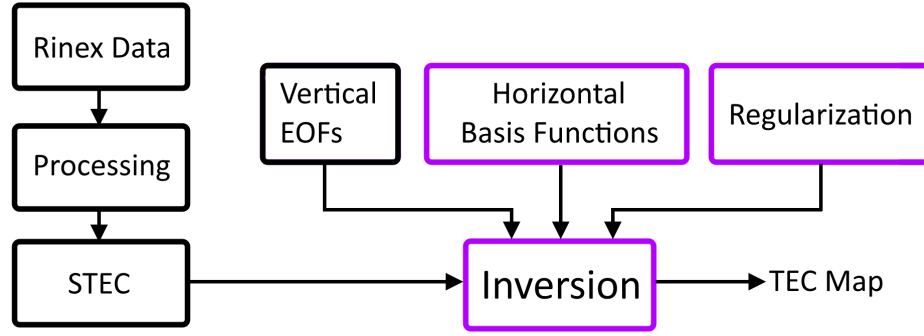 Rinex Data
Processing
STEC
Vertical
EOFs
Horizontal
Basis Functions
Regularization
Inversion
TEC Map